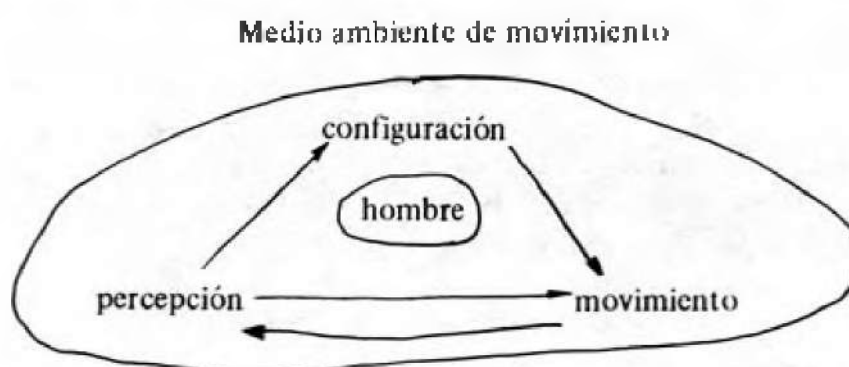 Medio ambiente de movimiento
configuración
hombre
percepción
movimiento